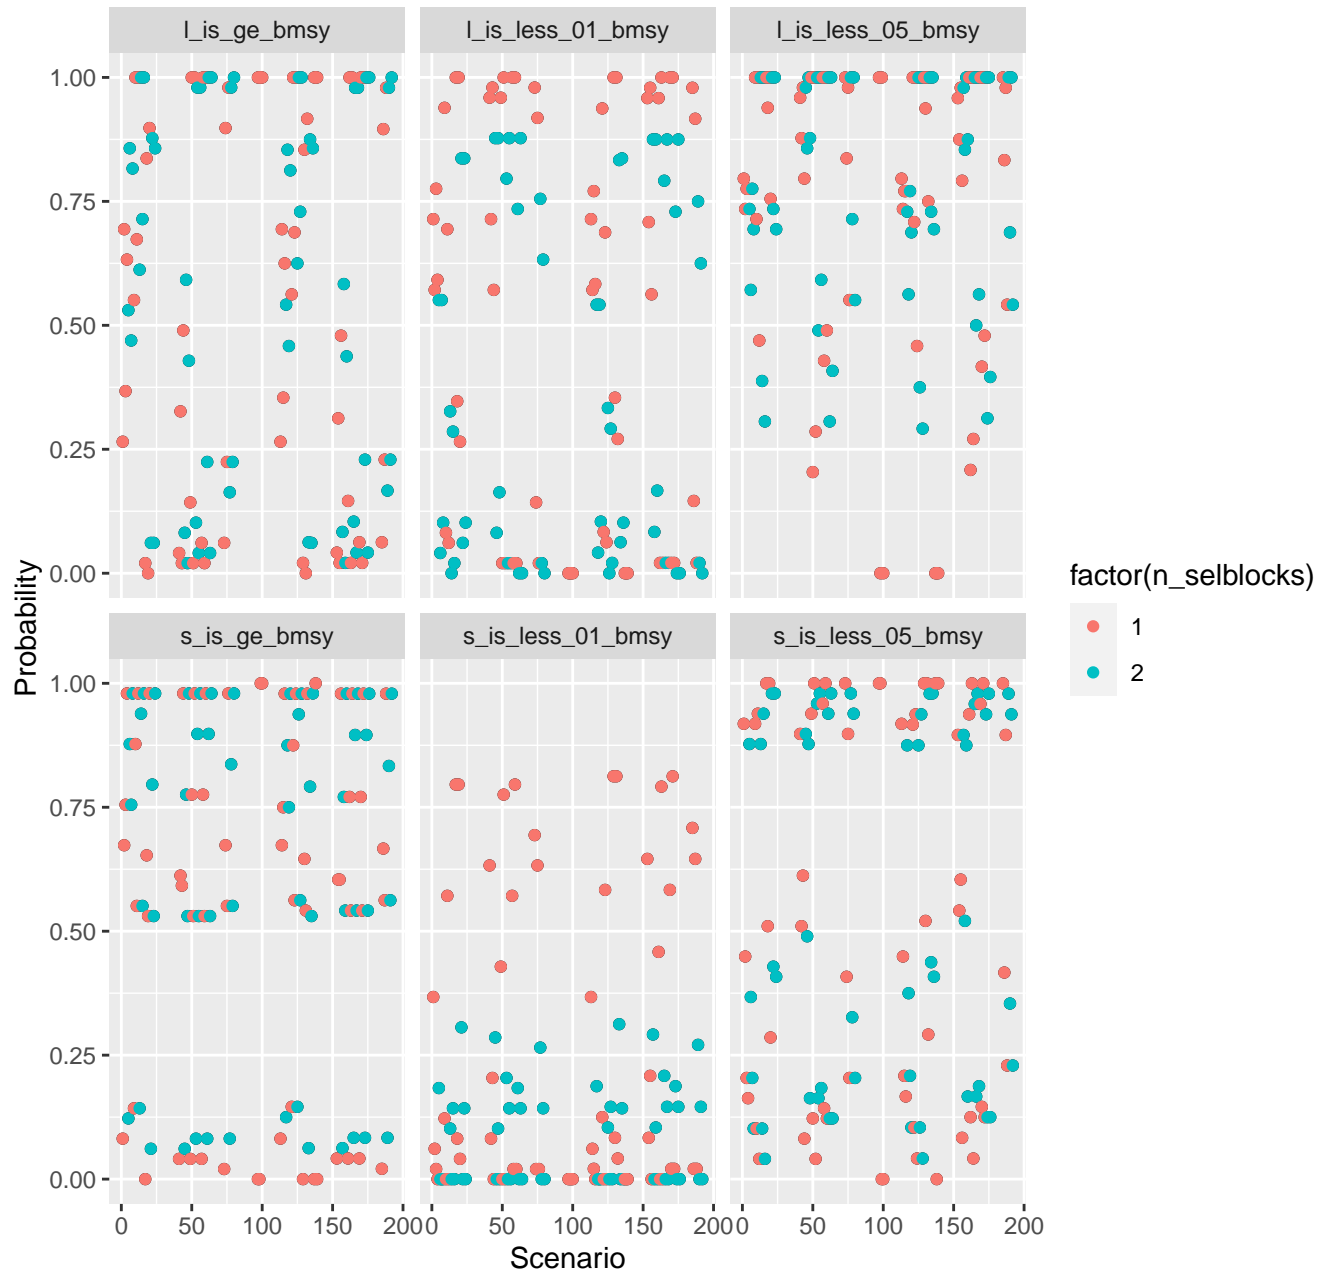 l_is_ge_bmsy l_is_less_01_bmsy l_is_less_05_bmsy
1.00
0.75
0.50
0.25
0.00
s_is_ge_bmsy s_is_less_01_bmsy s_is_less_05_bmsy
1.00
0.75
0.50
0.25
0.00
0 50 100 150 200 0 50 100 150 200 0 50 100 150 200
Probability
Scenario
factor(n_selblocks)
1
2